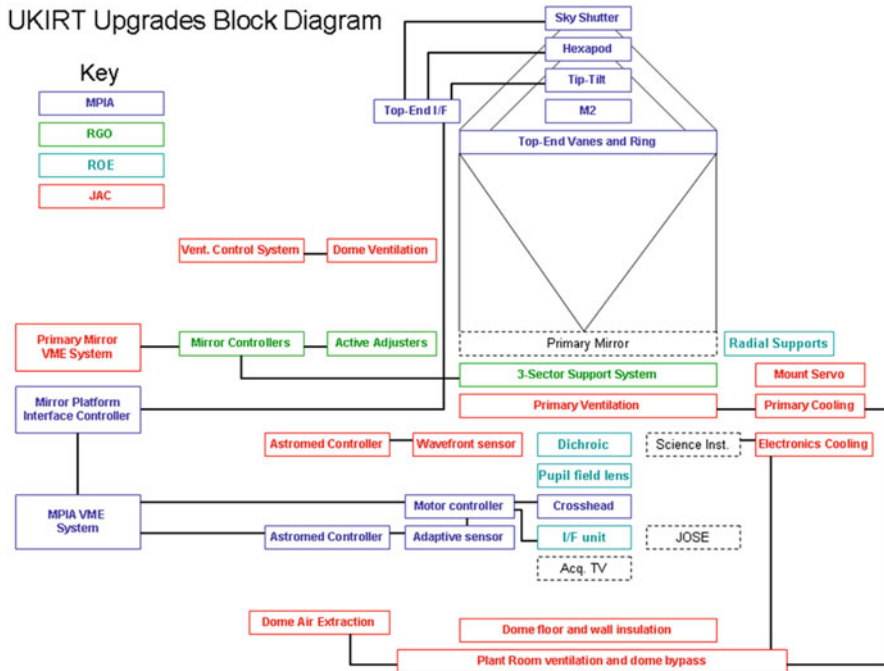 UKIRT Upgrades Block Diagram
Sky Shutter
Hexapod
Key
Tip-Tilt
MPIA
Top-End I/F
M2
RGO
Top-End Vanes and Ring
ROE
JAC
Vent. Control System
Dome Ventilation
Primary Mirror
VME System
Mirror Controllers
Active Adjusters
Primary Mirror
Radial Supports
3-Sector Support System
Mount Servo
Mirror Platform
Interface Controller
Primary Ventilation
Primary Cooling
Astromed Controller
Wavefront sensor
Dichroic
Science Inst.
Electronics Cooling
Pupil field lens
MPIA VME
System
Motor controller
Crosshead
Astromed Controller
Adaptive sensor
I/F unit
JOSE
Acq. TV
Dome Air Extraction
Dome floor and wall insulation
Plant Room ventilation and dome bypass